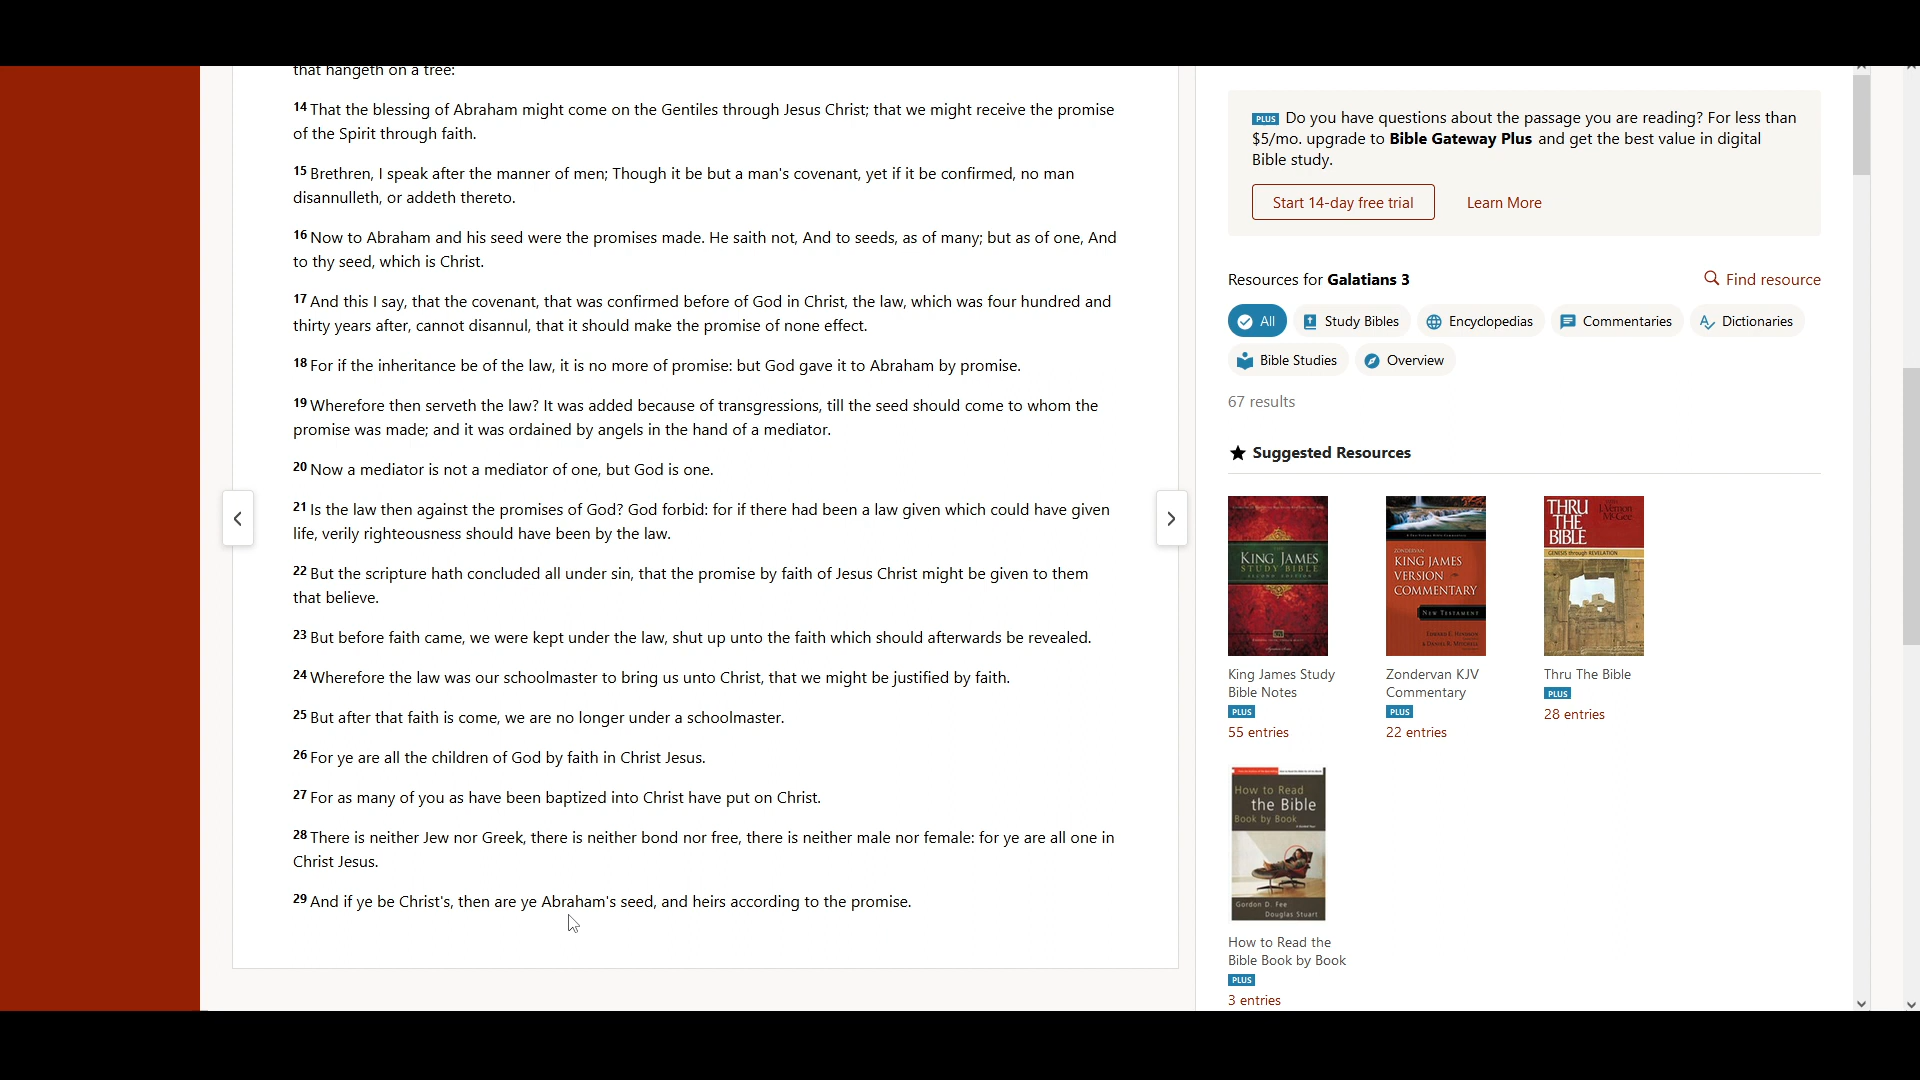 that hangeth on a tree:
14 That the blessing of Abraham might come on the Gentiles through Jesus Christ; that we might receive the promise
of the Spirit through faith.
15 Brethren, I speak after the manner of men; Though it be but a man's covenant, yet if it be confirmed, no man
disannulleth, or addeth thereto.
16 Now to Abraham and his seed were the promises made. He saith not, And to seeds, as of many; but as of one, And
to thy seed, which is Christ.
17 And this I say, that the covenant, that was confirmed before of God in Christ, the law, which was four hundred and
thirty years after, cannot disannul, that it should make the promise of none effect.
18 For if the inheritance be of the law, it is no more of promise: but God gave it to Abraham by promise.
19 Wherefore then serveth the law? It was added because of transgressions, till the seed should come to whom the
promise was made; and it was ordained by angels in the hand of a mediator.
20 Now a mediator is not a mediator of one, but God is one.
21 Is the law then against the promises of God? God forbid: for if there had been a law given which could have given
life, verily righteousness should have been by the law.
22 But the scripture hath concluded all under sin, that the promise by faith of Jesus Christ might be given to them
that believe.
23 But before faith came, we were kept under the law, shut up unto the faith which should afterwards be revealed.
24 Wherefore the law was our schoolmaster to bring us unto Christ, that we might be justified by faith.
25 But after that faith is come, we are no longer under a schoolmaster.
26 For ye are all the children of God by faith in Christ Jesus.
27 For as many of you as have been baptized into Christ have put on Christ.
28 There is neither Jew nor Greek, there is neither bond nor free, there is neither male nor female: for ye are all one in
Christ Jesus.
29 And if ye be Christ's, then are ye Abraham's seed, and heirs according to the promise.
PLUS Do you have questions about the passage you are reading? For less than
$5/mo. upgrade to Bible Gateway Plus and get the best value in digital
Bible study.
Start 14-day free trial Learn More
Resources for Galatians 3 Find resource
All Study Bibles Encyclopedias Commentaries Dictionaries
Bible Studies Overview
67 results
Suggested Resources
KING JAMES
STUDY BIBLE
SECOND EDITION
ZONDERVAN
KING JAMES
VERSION
COMMENTARY
NEW TESTAMENT
THRU
THE
BIBLE
J. Vernon
McGee
GENESIS through REVELATION
King James Study
Bible Notes
PLUS
55 entries
Zondervan KJV
Commentary
PLUS
22 entries
Thru The Bible
PLUS
28 entries
How to Read
the Bible
Book by Book
Gordon D. Fee
Douglas Stuart
How to Read the
Bible Book by Book
PLUS
3 entries